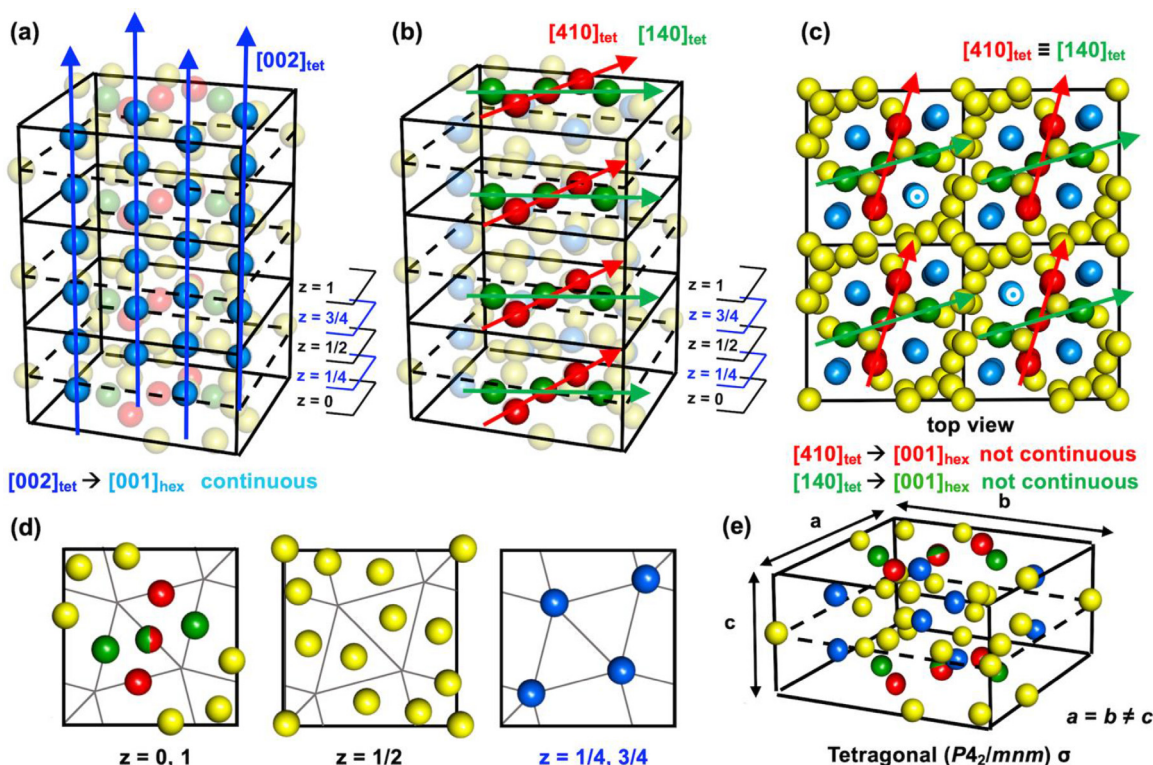 (a)
[002]tet
z = 1
z = 3/4
z = 1/2
z = 1/4
z = 0
[002]tet → [001]hex continuous
(b)
[410]tet [140]tet
z = 1
z = 3/4
z = 1/2
z = 1/4
z = 0
(c)
[410]tet ≡ [140]tet
top view
[410]tet → [001]hex not continuous
[140]tet → [001]hex not continuous
(d)
z = 0, 1
z = 1/2
z = 1/4, 3/4
(e)
a
b
c
a = b ≠ c
Tetragonal (P42/mnm) σ